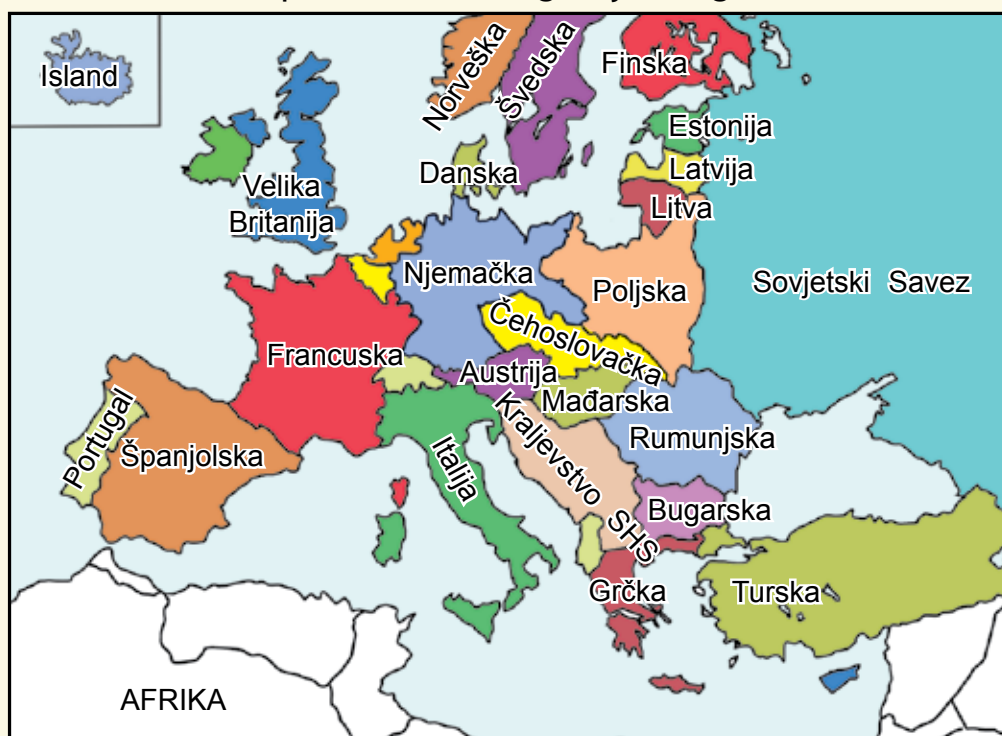 Island
Norveška
Švedska
Finska
Estonija
Latvija
Litva
Danska
Velika
Britanija
Njemačka
Poljska
Sovjetski Savez
Čehoslovačka
Francuska
Austrija
Mađarska
Kraljevstvo SHS
Rumunjska
Portugal
Španjolska
Italija
Bugarska
Grčka
Turska
AFRIKA